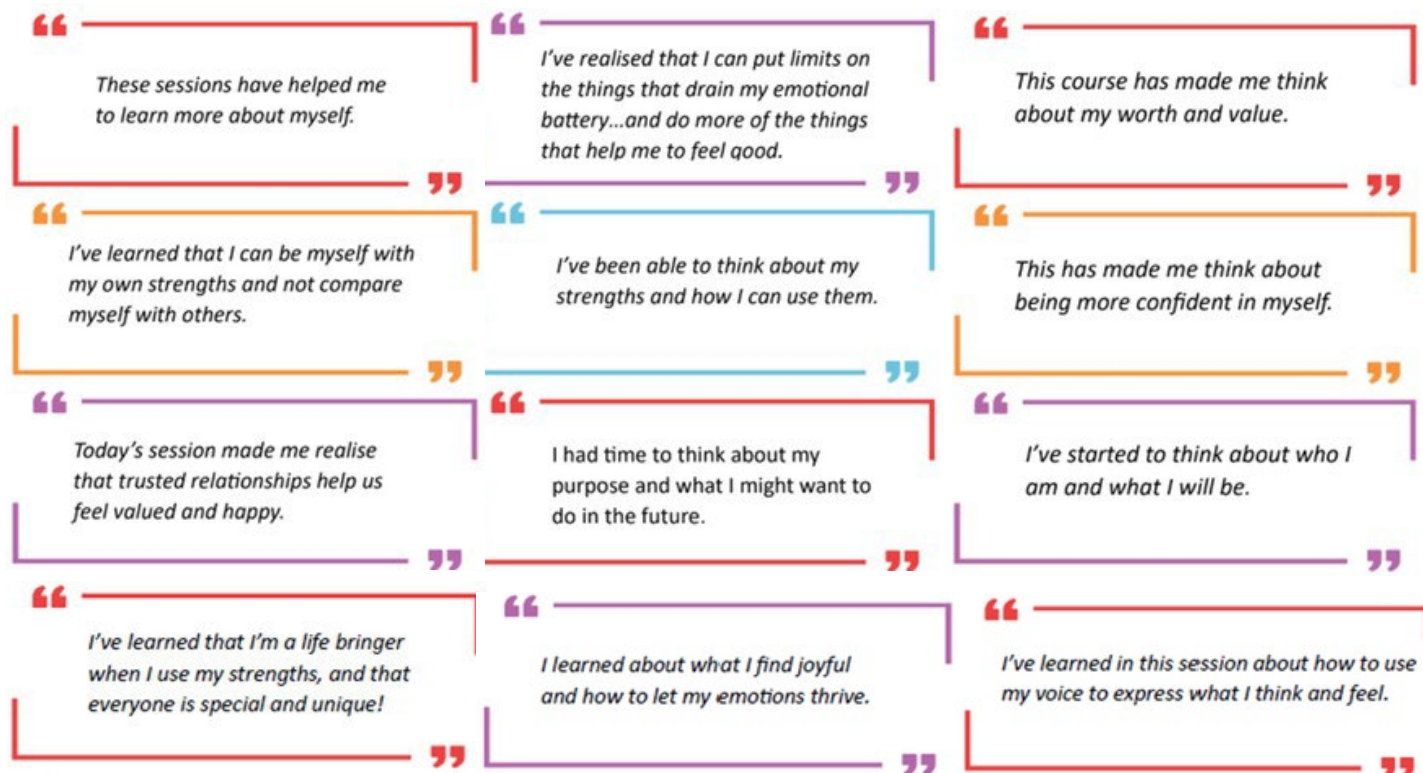 These sessions have helped me
to learn more about myself.
I've realised that I can put limits on
the things that drain my emotional
battery...and do more of the things
that help me to feel good.
This course has made me think
about my worth and value.
I've learned that I can be myself with
my own strengths and not compare
myself with others.
I've been able to think about my
strengths and how I can use them.
This has made me think about
being more confident in myself.
Today's session made me realise
that trusted relationships help us
feel valued and happy.
I had time to think about my
purpose and what I might want to
do in the future.
I've started to think about who I
am and what I will be.
I've learned that I'm a life bringer
when I use my strengths, and that
everyone is special and unique!
I learned about what I find joyful
and how to let my emotions thrive.
I've learned in this session about how to use
my voice to express what I think and feel.